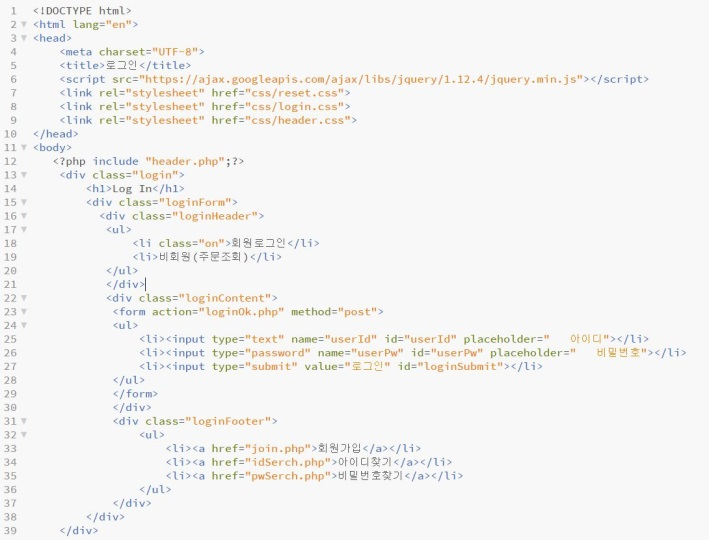 1 <!DOCTYPE html>
2 <html lang="en">
3 <head>
4 <meta charset="UTF-8">
5 <title>로그인</title>
6 <script src="https://ajax.googleapis.com/ajax/libs/jquery/1.12.4/jquery.min.js"></script>
7 <link rel="stylesheet" href="css/reset.css">
8 <link rel="stylesheet" href="css/login.css">
9 <link rel="stylesheet" href="css/header.css">
10 </head>
11 <body>
12 <?php include "header.php";?>
13 <div class="login">
14 <h1>Log In</h1>
15 <div class="loginForm">
16 <div class="loginHeader">
17 <ul>
18 <li class="on">회원로그인</li>
19 <li>비회원(주문조회)</li>
20 </ul>
21 </div>
22 <div class="loginContent">
23 <form action="loginOk.php" method="post">
24 <ul>
25 <li><input type="text" name="userId" id="userId" placeholder="   아이디"></li>
26 <li><input type="password" name="userPw" id="userPw" placeholder="   비밀번호"></li>
27 <li><input type="submit" value="로그인" id="loginSubmit"></li>
28 </ul>
29 </form>
30 </div>
31 <div class="loginFooter">
32 <ul>
33 <li><a href="join.php">회원가입</a></li>
34 <li><a href="idSerch.php">아이디찾기</a></li>
35 <li><a href="pwSerch.php">비밀번호찾기</a></li>
36 </ul>
37 </div>
38 </div>
39 </div>